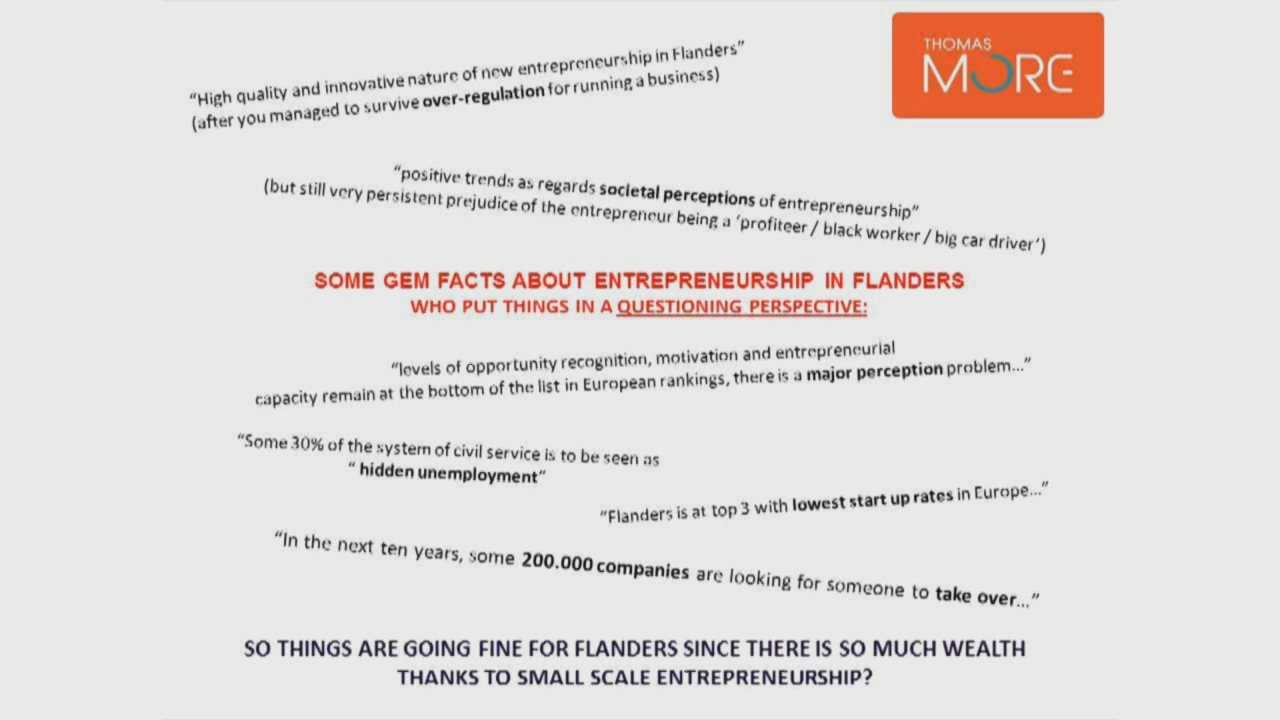 THOMAS
MORE
"High quality and innovative nature of new entrepreneurship in Flanders"
(after you managed to survive over-regulation for running a business)
"positive trends as regards societal perceptions of entrepreneurship"
(but still very persistent prejudice of the entrepreneur being a 'profiteer / black worker / big car driver')
SOME GEM FACTS ABOUT ENTREPRENEURSHIP IN FLANDERS
WHO PUT THINGS IN A QUESTIONING PERSPECTIVE:
"levels of opportunity recognition, motivation and entrepreneurial
capacity remain at the bottom of the list in European rankings, there is a major perception problem..."
"Some 30% of the system of civil service is to be seen as
" hidden unemployment"
"Flanders is at top 3 with lowest start up rates in Europe..."
"In the next ten years, some 200.000 companies are looking for someone to take over..."
SO THINGS ARE GOING FINE FOR FLANDERS SINCE THERE IS SO MUCH WEALTH
THANKS TO SMALL SCALE ENTREPRENEURSHIP?